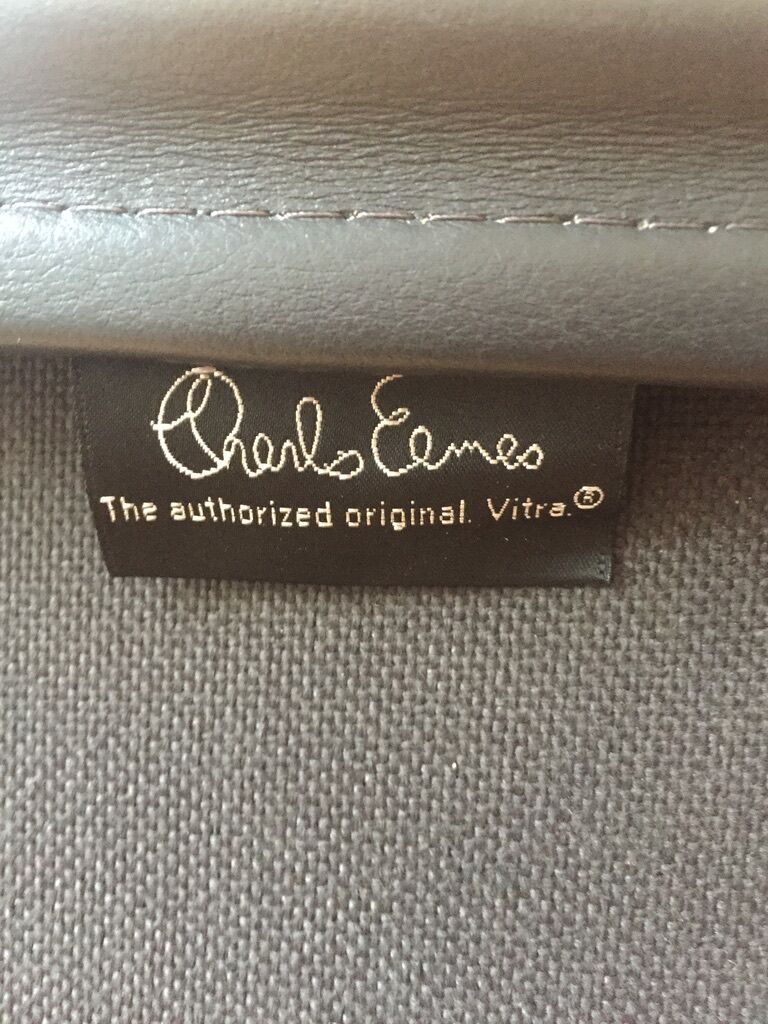 Charles Eames
The authorized original. Vitra.®